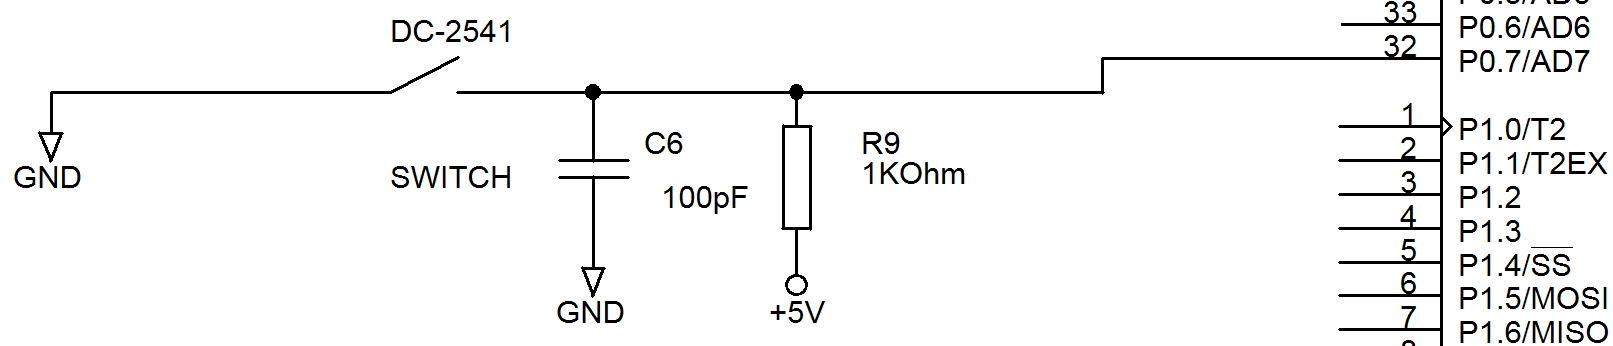 DC-2541
GND
SWITCH
C6
100pF
GND
R9
1KOhm
+5V
33
P0.6/AD6
32
P0.7/AD7
1
P1.0/T2
2
P1.1/T2EX
3
P1.2
4
P1.3
5
P1.4/SS
6
P1.5/MOSI
7
P1.6/MISO